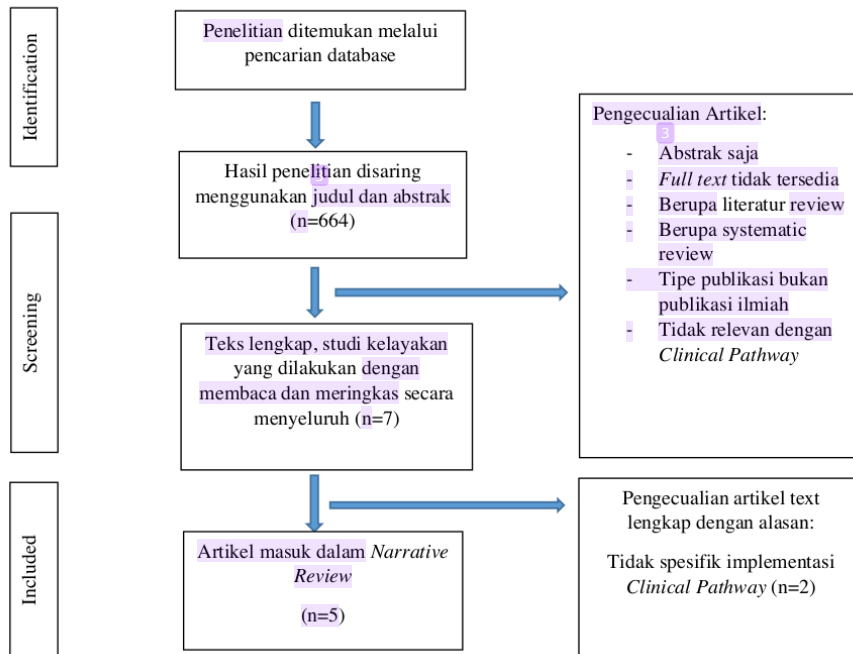 Identification
Penelitian ditemukan melalui
pencarian database
Hasil penelitian disaring
menggunakan judul dan abstrak
(n=664)
Pengecualian Artikel:
3
- Abstrak saja
- Full text tidak tersedia
- Berupa literatur review
- Berupa systematic
review
- Tipe publikasi bukan
publikasi ilmiah
- Tidak relevan dengan
Clinical Pathway
Screening
Teks lengkap, studi kelayakan
yang dilakukan dengan
membaca dan meringkas secara
menyeluruh (n=7)
Included
Artikel masuk dalam Narrative
Review
(n=5)
Pengecualian artikel text
lengkap dengan alasan:
Tidak spesifik implementasi
Clinical Pathway (n=2)